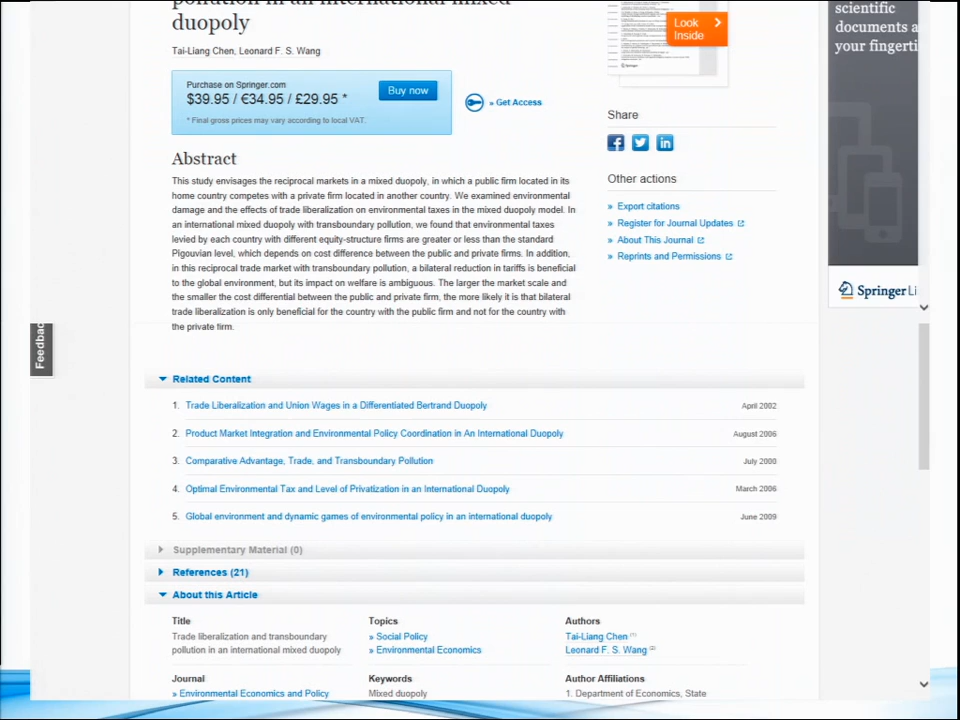 pollution in an international mixed
duopoly
Tai-Liang Chen, Leonard F. S. Wang
Purchase on Springer.com
$39.95 / €34.95 / £29.95 *
Buy now
* Final gross prices may vary according to local VAT.
» Get Access
Abstract
This study envisages the reciprocal markets in a mixed duopoly, in which a public firm located in its
home country competes with a private firm located in another country. We examined environmental
damage and the effects of trade liberalization on environmental taxes in the mixed duopoly model. In
an international mixed duopoly with transboundary pollution, we found that environmental taxes
levied by each country with different equity-structure firms are greater or less than the standard
PIgouvian level, which depends on cost difference between the public and private firms. In addition,
in this reciprocal trade market with transboundary pollution, a bilateral reduction in tariffs is beneficial
to the global environment, but its impact on welfare is ambiguous. The larger the market scale and
the smaller the cost differential between the public and private firm, the more likely it is that bilateral
trade liberalization is only beneficial for the country with the public firm and not for the country with
the private firm.
Look
Inside
Springer
Share
Other actions
» Export citations
» Register for Journal Updates
» About This Journal
» Reprints and Permissions
scientific
documents a
your fingerti
Springer Li
Feedbac
Related Content
1. Trade Liberalization and Union Wages in a Differentiated Bertrand Duopoly April 2002
2. Product Market Integration and Environmental Policy Coordination in An International Duopoly August 2006
3. Comparative Advantage, Trade, and Transboundary Pollution July 2000
4. Optimal Environmental Tax and Level of Privatization in an International Duopoly March 2006
5. Global environment and dynamic games of environmental policy in an international duopoly June 2009
Supplementary Material (0)
References (21)
About this Article
Title
Trade liberalization and transboundary
pollution in an international mixed duopoly
Journal
» Environmental Economics and Policy
Topics
» Social Policy
» Environmental Economics
Keywords
Mixed duopoly
Authors
Tai-Liang Chen (1)
Leonard F. S. Wang (2)
Author Affiliations
1. Department of Economics, State